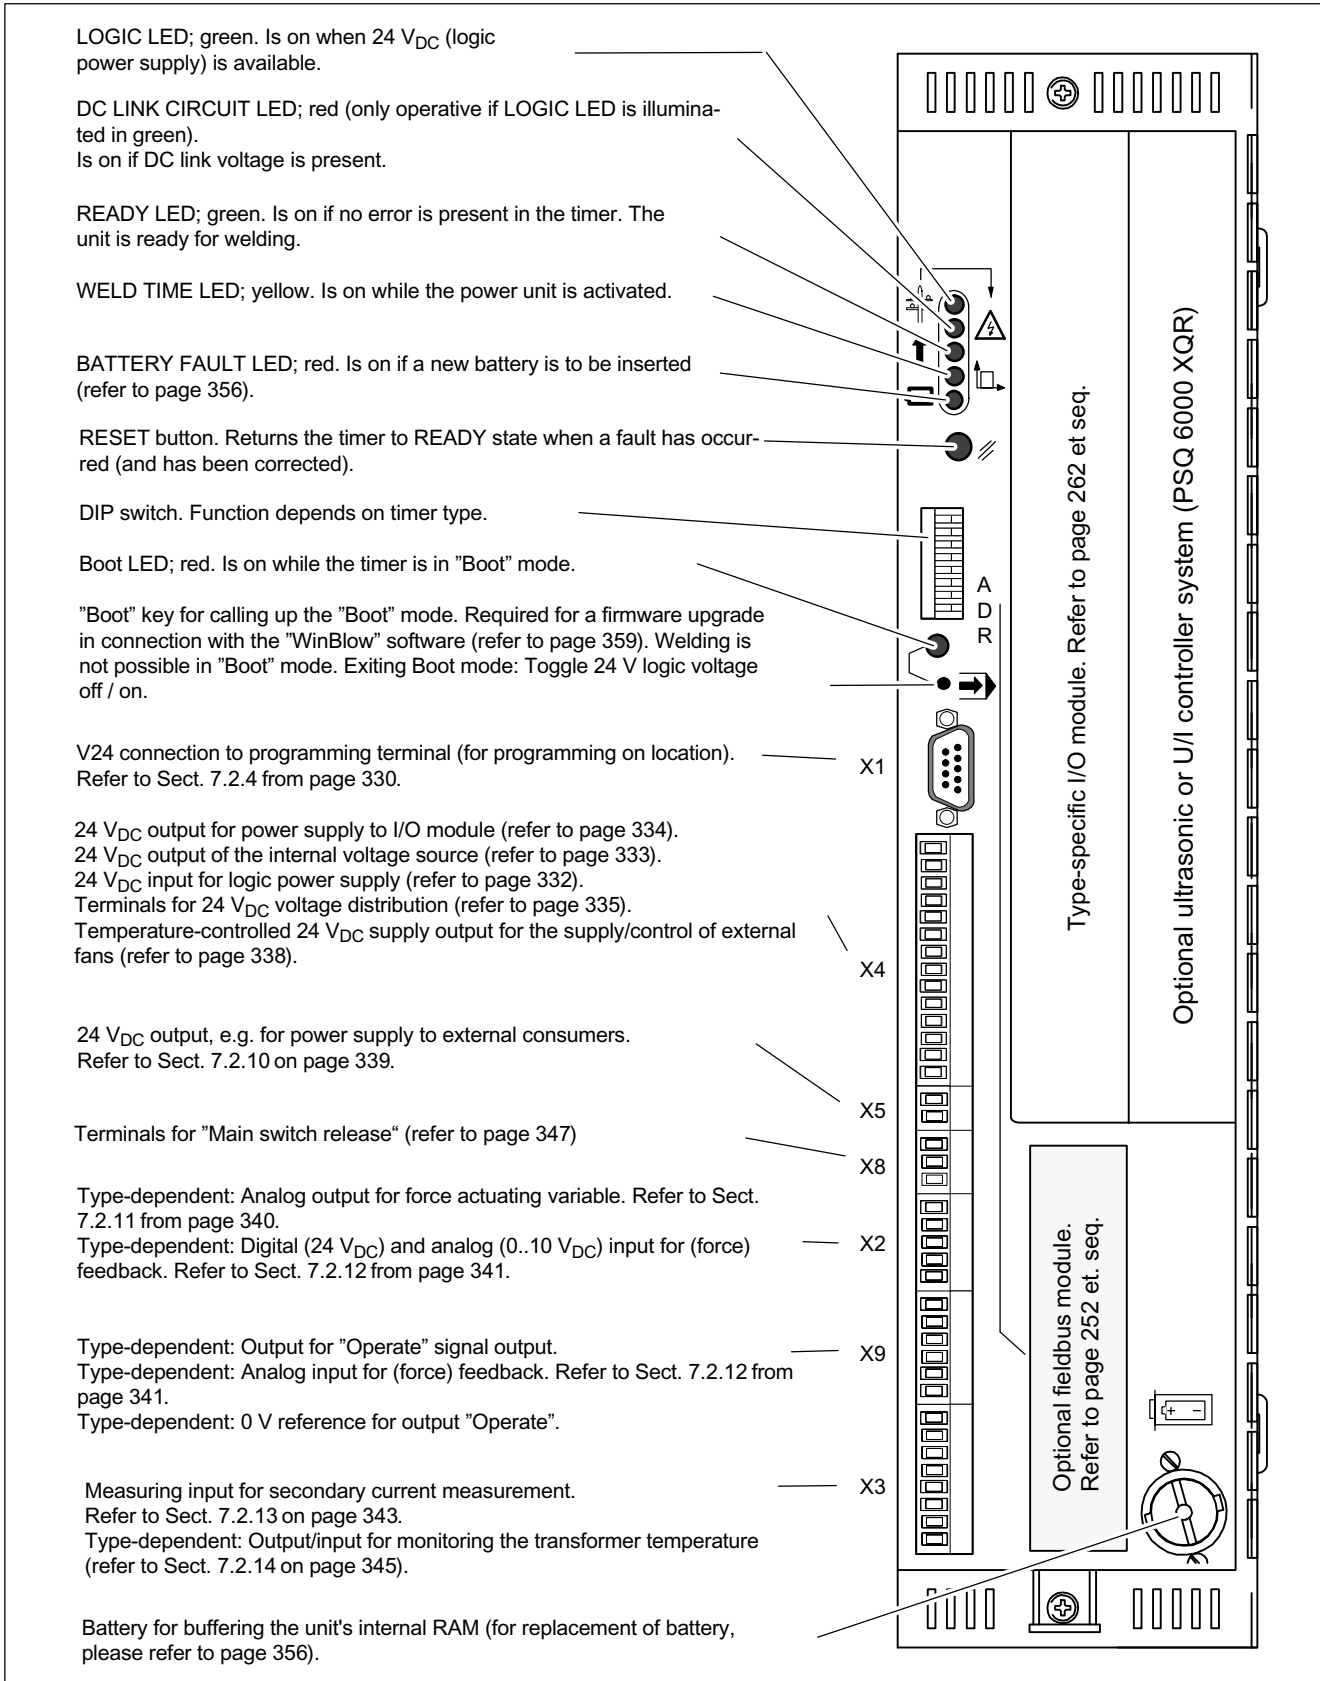 LOGIC LED; green. Is on when 24 VDC (logic
power supply) is available.
DC LINK CIRCUIT LED; red (only operative if LOGIC LED is illumina-
ted in green).
Is on if DC link voltage is present.
READY LED; green. Is on if no error is present in the timer. The
unit is ready for welding.
WELD TIME LED; yellow. Is on while the power unit is activated.
BATTERY FAULT LED; red. Is on if a new battery is to be inserted
(refer to page 356).
RESET button. Returns the timer to READY state when a fault has occur-
red (and has been corrected).
DIP switch. Function depends on timer type.
Boot LED; red. Is on while the timer is in ”Boot” mode.
”Boot” key for calling up the ”Boot” mode. Required for a firmware upgrade
in connection with the ”WinBlow” software (refer to page 359). Welding is
not possible in ”Boot” mode. Exiting Boot mode: Toggle 24 V logic voltage
off / on.
V24 connection to programming terminal (for programming on location).
Refer to Sect. 7.2.4 from page 330.
24 VDC output for power supply to I/O module (refer to page 334).
24 VDC output of the internal voltage source (refer to page 333).
24 VDC input for logic power supply (refer to page 332).
Terminals for 24 VDC voltage distribution (refer to page 335).
Temperature-controlled 24 VDC supply output for the supply/control of external
fans (refer to page 338).
24 VDC output, e.g. for power supply to external consumers.
Refer to Sect. 7.2.10 on page 339.
Terminals for ”Main switch release“ (refer to page 347)
Type-dependent: Analog output for force actuating variable. Refer to Sect.
7.2.11 from page 340.
Type-dependent: Digital (24 VDC) and analog (0..10 VDC) input for (force)
feedback. Refer to Sect. 7.2.12 from page 341.
Type-dependent: Output for ”Operate” signal output.
Type-dependent: Analog input for (force) feedback. Refer to Sect. 7.2.12 from
page 341.
Type-dependent: 0 V reference for output ”Operate”.
Measuring input for secondary current measurement.
Refer to Sect. 7.2.13 on page 343.
Type-dependent: Output/input for monitoring the transformer temperature
(refer to Sect. 7.2.14 on page 345).
Battery for buffering the unit's internal RAM (for replacement of battery,
please refer to page 356).
A
D
R
X1
X4
X5
X8
X2
X9
X3
Type-specific I/O module. Refer to page 262 et seq.
Optional ultrasonic or U/I controller system (PSQ 6000 XQR)
Optional fieldbus module.
Refer to page 252 et. seq.
+ −